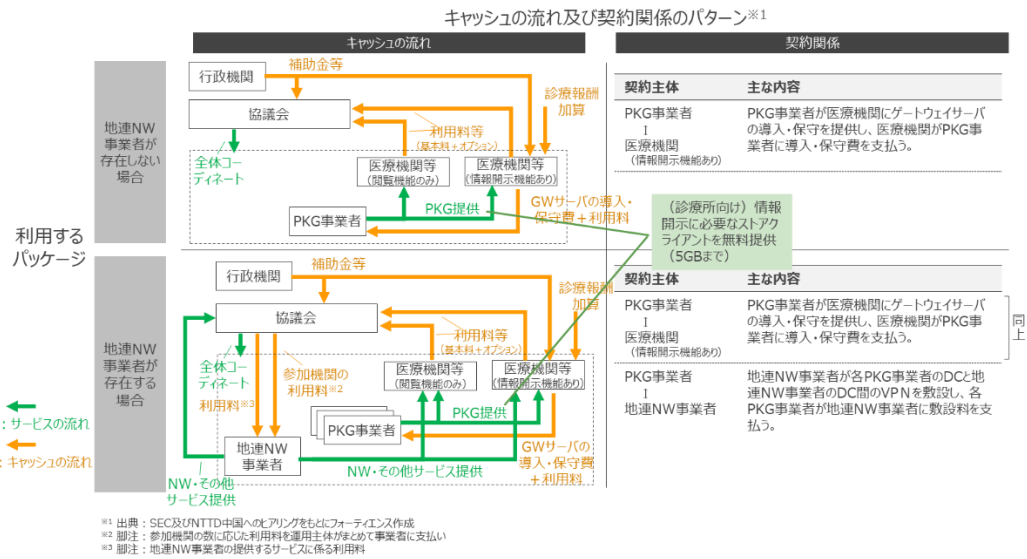 キャッシュの流れ及び契約関係のパターン※1
キャッシュの流れ
契約関係
利用する
パッケージ
地連NW
事業者が
存在しない
場合
行政機関
補助金等
協議会
診療報酬
加算
利用料等
(基本料+オプション)
全体コー
ディネート
医療機関等
(閲覧機能のみ)
医療機関等
(情報開示機能あり)
PKG提供
PKG事業者
GWサーバの導入・
保守費+利用料
契約主体
主な内容
PKG事業者
I
医療機関
(情報開示機能あり)
PKG事業者が医療機関にゲートウェイサーバ
の導入・保守を提供し、医療機関がPKG事
業者に導入・保守費を支払う。
(診療所向け)情報
開示に必要なストアク
ライアントを無料提供
(5GBまで)
地連NW
事業者が
存在する
場合
行政機関
補助金等
協議会
診療報酬
加算
利用料等
(基本料+オプション)
全体コー
ディネート
参加機関の
利用料※2
利用料※3
医療機関等
(閲覧機能のみ)
医療機関等
(情報開示機能あり)
PKG提供
PKG事業者
地連NW
事業者
NW・その他サービス提供
GWサーバの
導入・保守費
+利用料
NW・その他
サービス提供
契約主体
主な内容
PKG事業者
I
医療機関
(情報開示機能あり)
PKG事業者が医療機関にゲートウェイサーバ
の導入・保守を提供し、医療機関がPKG事
業者に導入・保守費を支払う。
同上
PKG事業者
I
地連NW事業者
地連NW事業者が各PKG事業者のDCと地
連NW事業者のDC間のVPNを敷設し、各
PKG事業者が地連NW事業者に敷設料を支
払う。
:サービスの流れ
:キャッシュの流れ
※1 出典:SEC及びNTTD中国へのヒアリングをもとにフォーティエンス作成
※2 脚注:参加機関の数に応じた利用料を運用主体がまとめて事業者に支払い
※3 脚注:地連NW事業者の提供するサービスに係る利用料